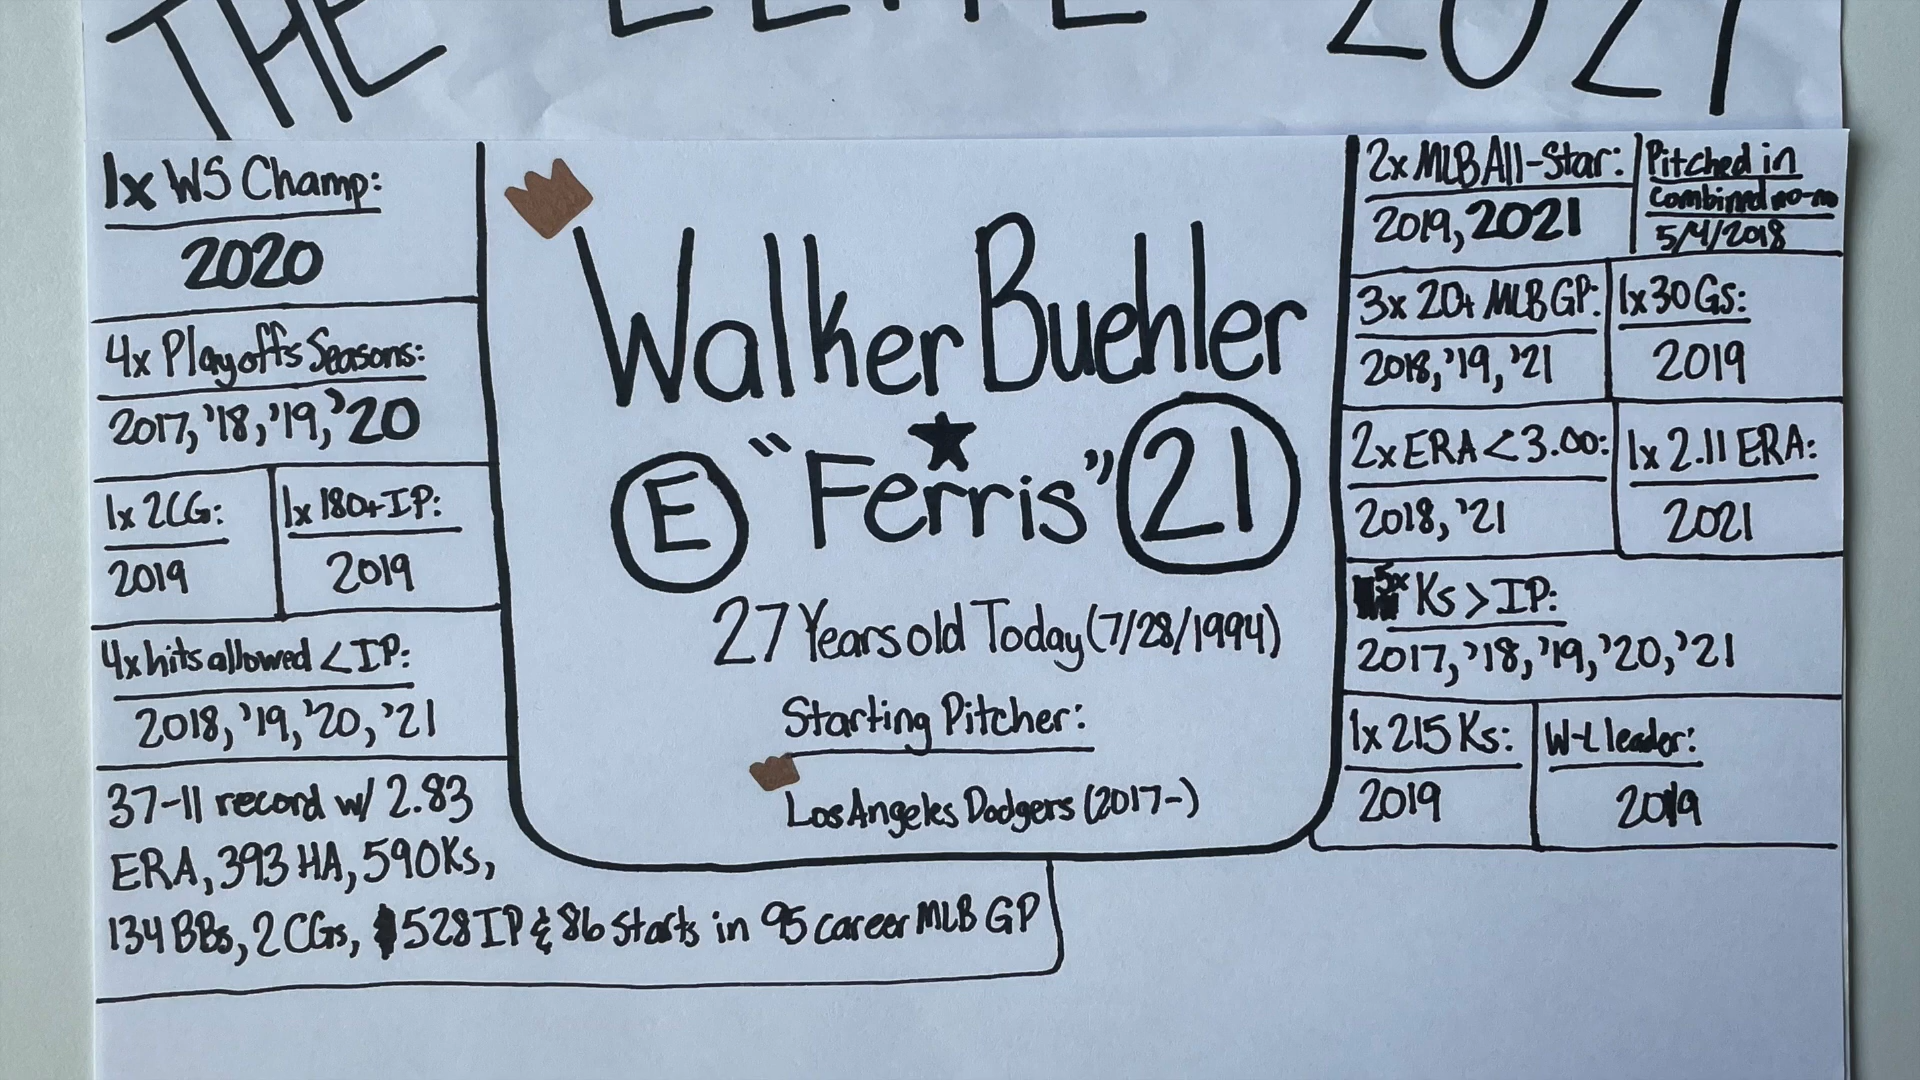 THE ELITE 2021
1x WS Champ:
2020
4x Playoffs Seasons:
2017, '18, '19, '20
1x 2CG:
2019
1x 180+ IP:
2019
4x hits allowed < IP:
2018, '19, '20, '21
37-11 record w/ 2.83
ERA, 393 HA, 590Ks,
134 BBs, 2 CGs, 528 IP & 86 starts in 95 career MLB GP
Walker Buehler
E "Ferris" 21
27 Years old Today (7/28/1994)
Starting Pitcher:
Los Angeles Dodgers (2017-)
2x MLB All-Star:
2019, 2021
Pitched in
combined no-no
5/4/2018
3x 20+ MLB GP:
2018, '19, '21
1x 30 Gs:
2019
2x ERA < 3.00:
2018, '21
1x 2.11 ERA:
2021
5x Ks > IP:
2017, '18, '19, '20, '21
1x 215 Ks:
2019
W-L leader:
2019